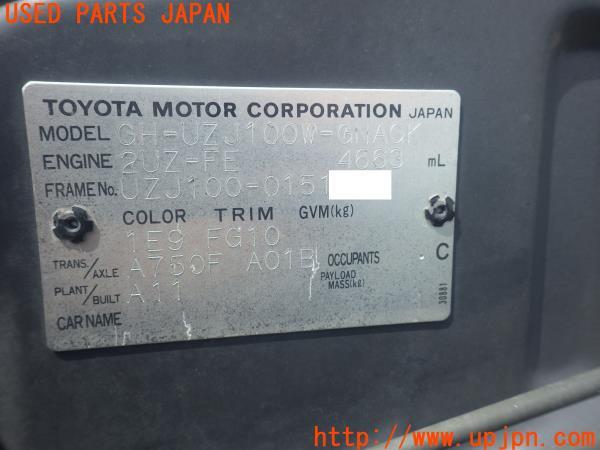 USED PARTS JAPAN
TOYOTA MOTOR CORPORATION JAPAN
MODEL GH-UZJ100W-GNAGK
ENGINE 2UZ-FE 4663 mL
FRAME No. UZJ100-0151
COLOR TRIM GVM(kg)
1E9 FG10
TRANS./AXLE A750F A01B OCCUPANTS C
PAYLOAD MASS(kg)
PLANT/BUILT A11
CAR NAME
30881
http://www.upjpn.com/